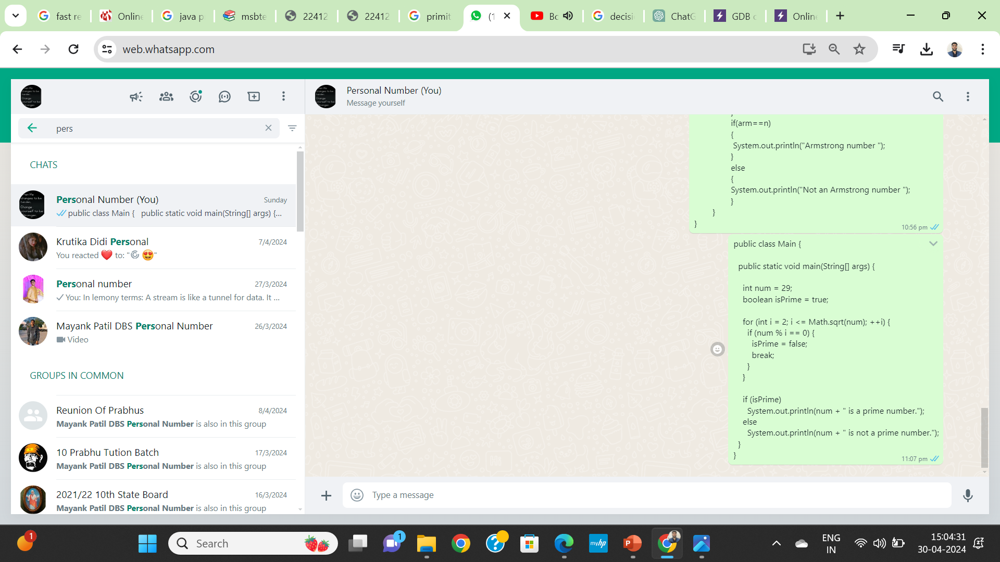 fast re
Online
java p
msbte
22412
22412
primit
(1
Bo
decisi
ChatG
GDB c
Online
web.whatsapp.com
pers
CHATS
Personal Number (You)
Sunday
public class Main {   public static void main(String[] args) {...
Krutika Didi Personal
7/4/2024
You reacted ❤️ to: "😍"
Personal number
27/3/2024
You: In lemony terms: A stream is like a tunnel for data. It ...
Mayank Patil DBS Personal Number
26/3/2024
Video
GROUPS IN COMMON
Reunion Of Prabhus
8/4/2024
Mayank Patil DBS Personal Number is also in this group
10 Prabhu Tution Batch
17/3/2024
Mayank Patil DBS Personal Number is also in this group
2021/22 10th State Board
16/3/2024
Mayank Patil DBS Personal Number is also in this group
Personal Number (You)
Message yourself
}
if(arm==n)
{
System.out.println("Armstrong number ");
}
else
{
System.out.println("Not an Armstrong number ");
}
}
}
10:56 pm
public class Main {
public static void main(String[] args) {
int num = 29;
boolean isPrime = true;
for (int i = 2; i <= Math.sqrt(num); ++i) {
if (num % i == 0) {
isPrime = false;
break;
}
}
if (isPrime)
System.out.println(num + " is a prime number.");
else
System.out.println(num + " is not a prime number.");
}
}
11:07 pm
Type a message
1
Search
1
myhp
ENG
IN
15:04:31
30-04-2024